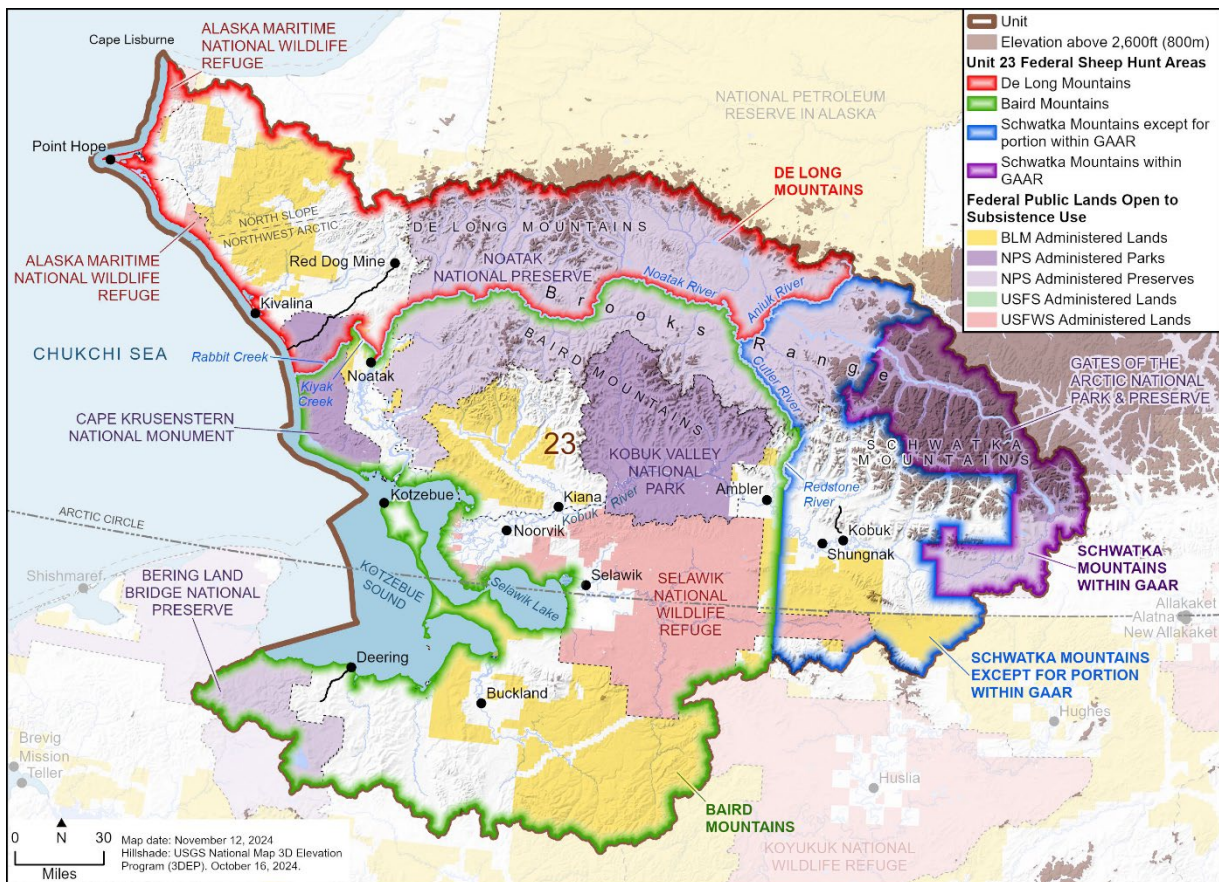 Cape Lisburne
ALASKA MARITIME
NATIONAL WILDLIFE
REFUGE
Unit
Elevation above 2,600ft (800m)
Unit 23 Federal Sheep Hunt Areas
De Long Mountains
Baird Mountains
Schwatka Mountains except for
portion within GAAR
Schwatka Mountains within
GAAR
Federal Public Lands Open to
Subsistence Use
BLM Administered Lands
NPS Administered Parks
NPS Administered Preserves
USFS Administered Lands
USFWS Administered Lands
NATIONAL PETROLEUM
RESERVE IN ALASKA
Point Hope
DE LONG
MOUNTAINS
NORTH SLOPE
NORTHWEST ARCTIC
DE LONG MOUNTAINS
ALASKA MARITIME
NATIONAL WILDLIFE
REFUGE
Red Dog Mine
NOATAK
NATIONAL PRESERVE
Noatak River
Aniuk River
Kivalina
Brooks Range
CHUKCHI SEA
Rabbit Creek
Kiyak
Creek
Noatak
BAIRD MOUNTAINS
Cutler River
GATES OF THE
ARCTIC NATIONAL
PARK & PRESERVE
CAPE KRUSENSTERN
NATIONAL MONUMENT
23
KOBUK VALLEY
NATIONAL
PARK
SCHWATKA
MOUNTAINS
Redstone
River
Kotzebue
Kiana
Kobuk River
Ambler
ARCTIC CIRCLE
Noorvik
Kobuk
Shungnak
SCHWATKA
MOUNTAINS
WITHIN GAAR
Shishmaref
BERING LAND
BRIDGE NATIONAL
PRESERVE
KOTZEBUE
SOUND
Selawik Lake
Selawik
SELAWIK
NATIONAL
WILDLIFE
REFUGE
Allakaket
Alatna
New Allakaket
Deering
Buckland
SCHWATKA MOUNTAINS
EXCEPT FOR PORTION
WITHIN GAAR
Hughes
Brevig
Mission
Teller
Huslia
BAIRD
MOUNTAINS
KOYUKUK NATIONAL
WILDLIFE REFUGE
0 N 30
Miles
Map date: November 12, 2024
Hillshade: USGS National Map 3D Elevation
Program (3DEP). October 16, 2024.